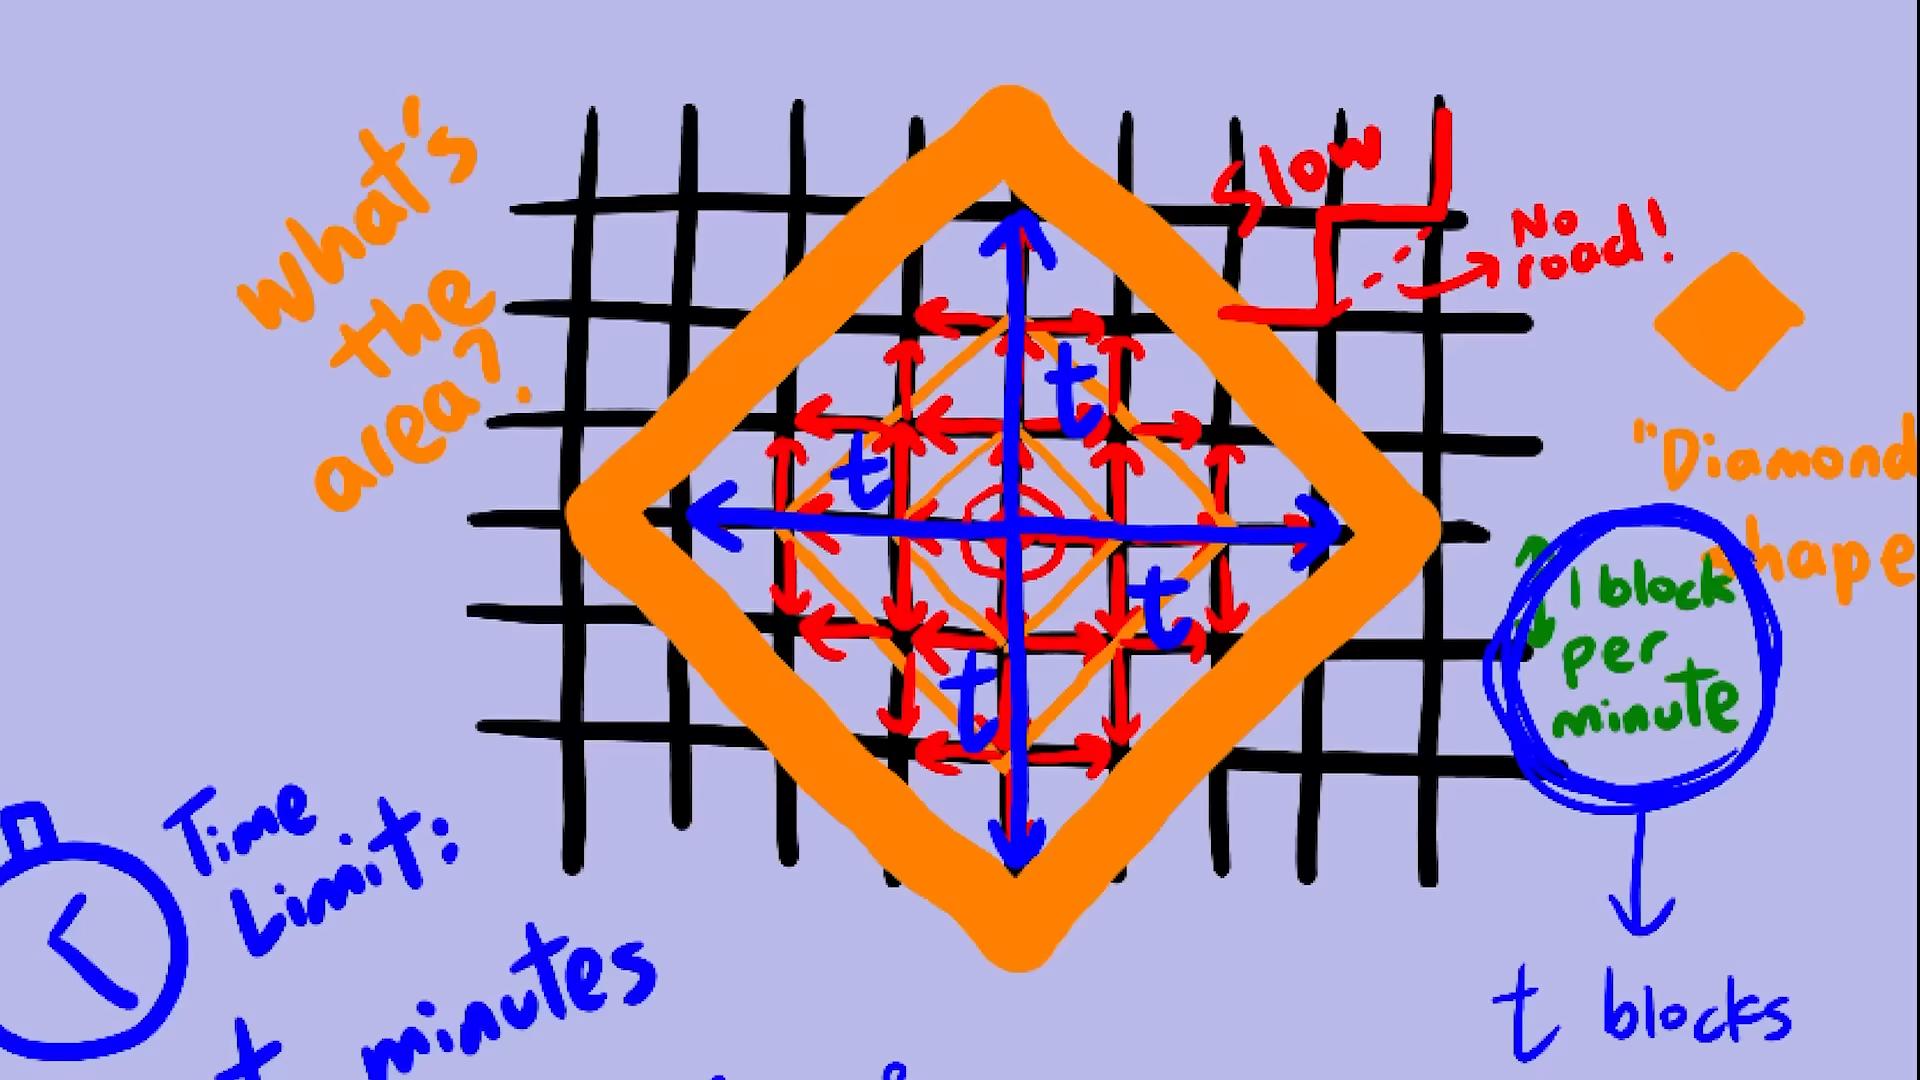 What's
the
area?
Slow
No
road!
t
t
t
t
"Diamond
shape
1 block
per
minute
t blocks
Time
Limit:
t minutes